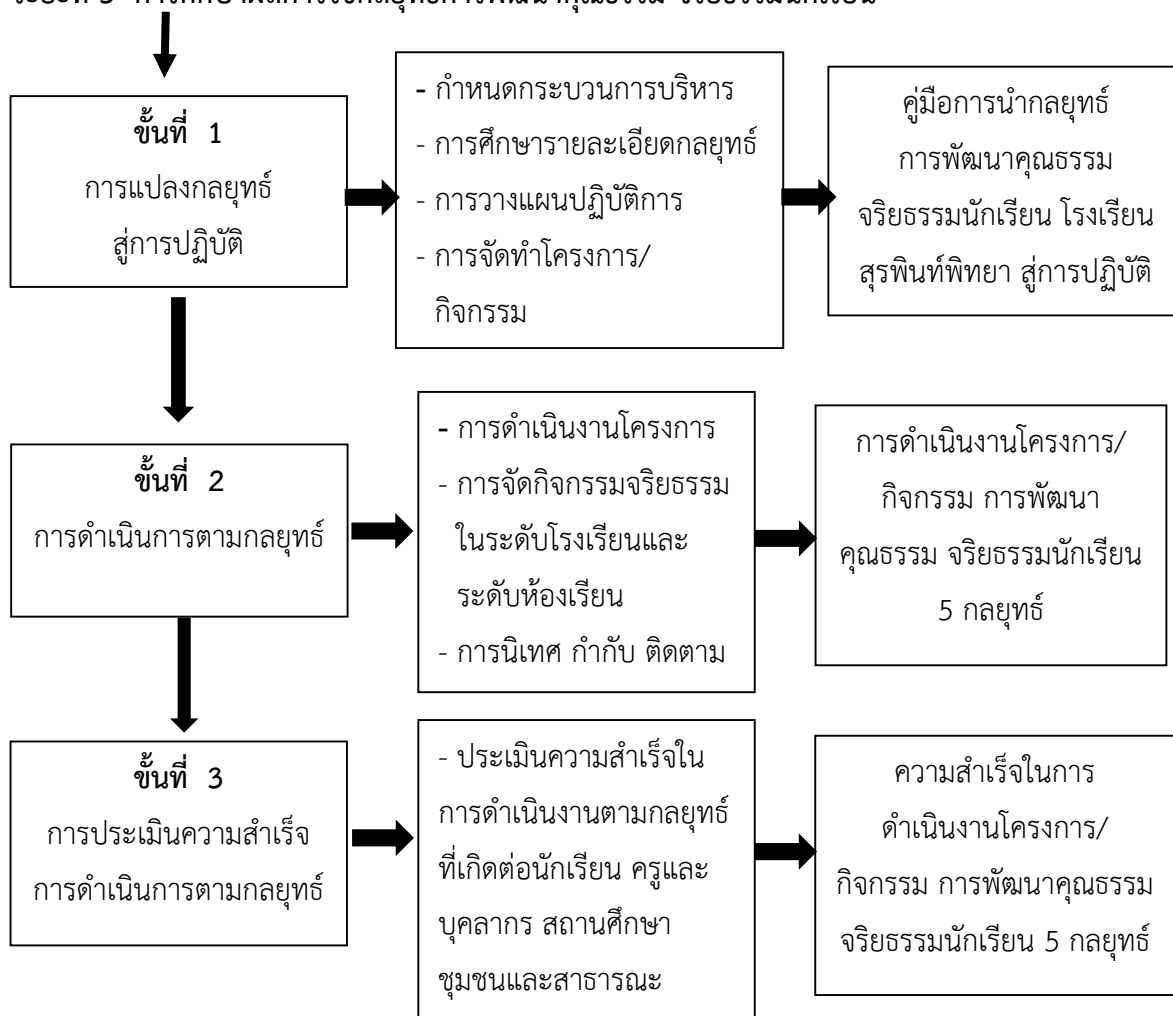 ขั้นที่ 1
การแปลงกลยุทธ์
สู่การปฏิบัติ
- กำหนดกระบวนการบริหาร
- การศึกษารายละเอียดกลยุทธ์
- การวางแผนปฏิบัติการ
- การจัดทำโครงการ/
กิจกรรม
คู่มือการนำกลยุทธ์
การพัฒนาคุณธรรม
จริยธรรมนักเรียน โรงเรียน
สุรพินท์พิทยา สู่การปฏิบัติ
ขั้นที่ 2
การดำเนินการตามกลยุทธ์
- การดำเนินงานโครงการ
- การจัดกิจกรรมจริยธรรม
ในระดับโรงเรียนและ
ระดับห้องเรียน
- การนิเทศ กำกับ ติดตาม
การดำเนินงานโครงการ/
กิจกรรม การพัฒนา
คุณธรรม จริยธรรมนักเรียน
5 กลยุทธ์
ขั้นที่ 3
การประเมินความสำเร็จ
การดำเนินการตามกลยุทธ์
- ประเมินความสำเร็จใน
การดำเนินงานตามกลยุทธ์
ที่เกิดต่อนักเรียน ครูและ
บุคลากร สถานศึกษา
ชุมชนและสาธารณะ
ความสำเร็จในการ
ดำเนินงานโครงการ/
กิจกรรม การพัฒนาคุณธรรม
จริยธรรมนักเรียน 5 กลยุทธ์